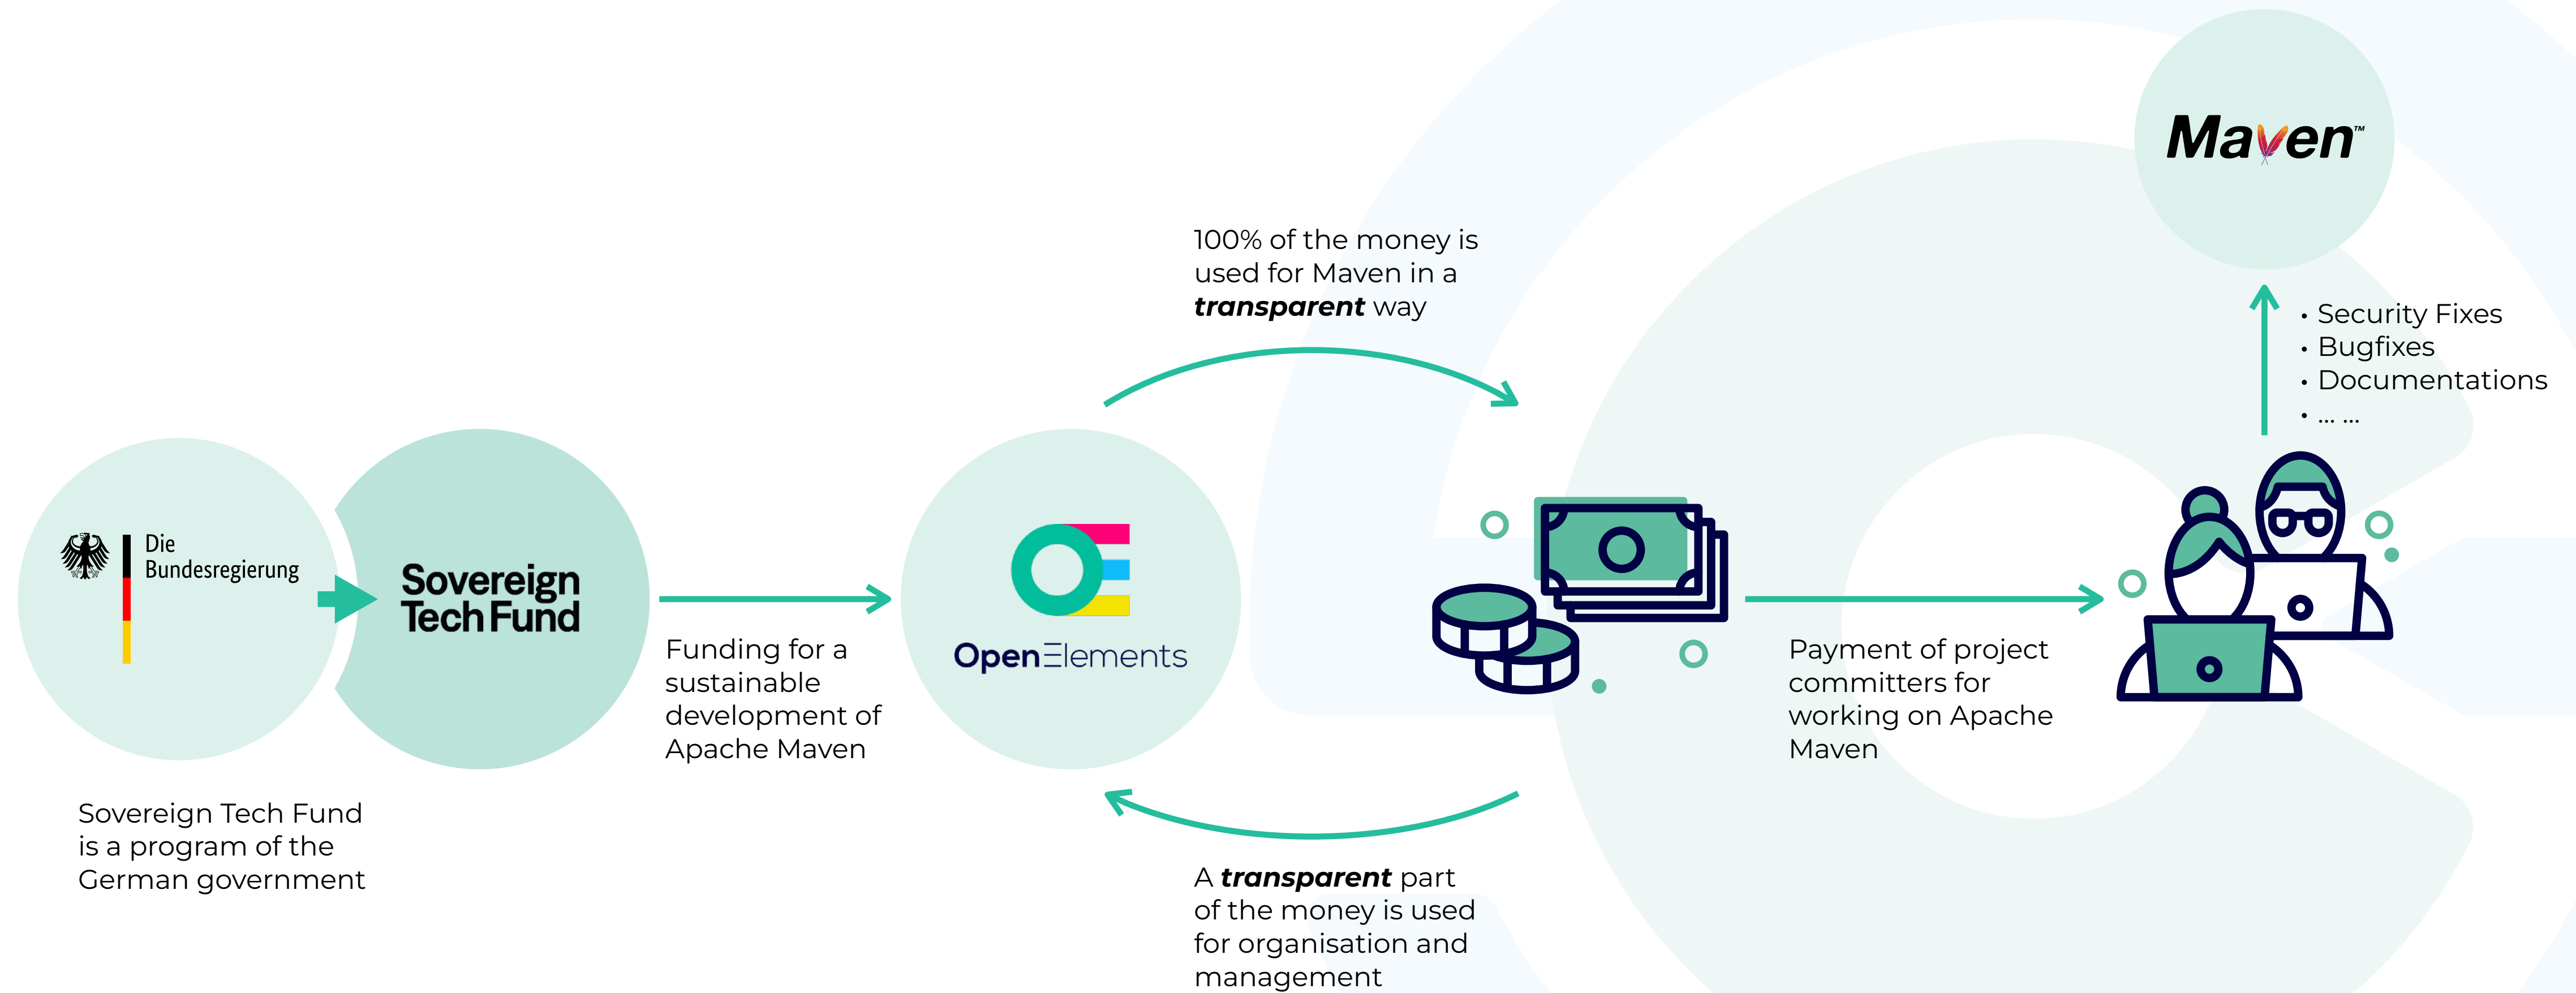 Die
Bundesregierung
Sovereign
Tech Fund
Sovereign Tech Fund
is a program of the
German government
Funding for a
sustainable
development of
Apache Maven
OpenElements
100% of the money is
used for Maven in a
transparent way
A transparent part
of the money is used
for organisation and
management
Payment of project
committers for
working on Apache
Maven
• Security Fixes
• Bugfixes
• Documentations
• ... ...
Maven™